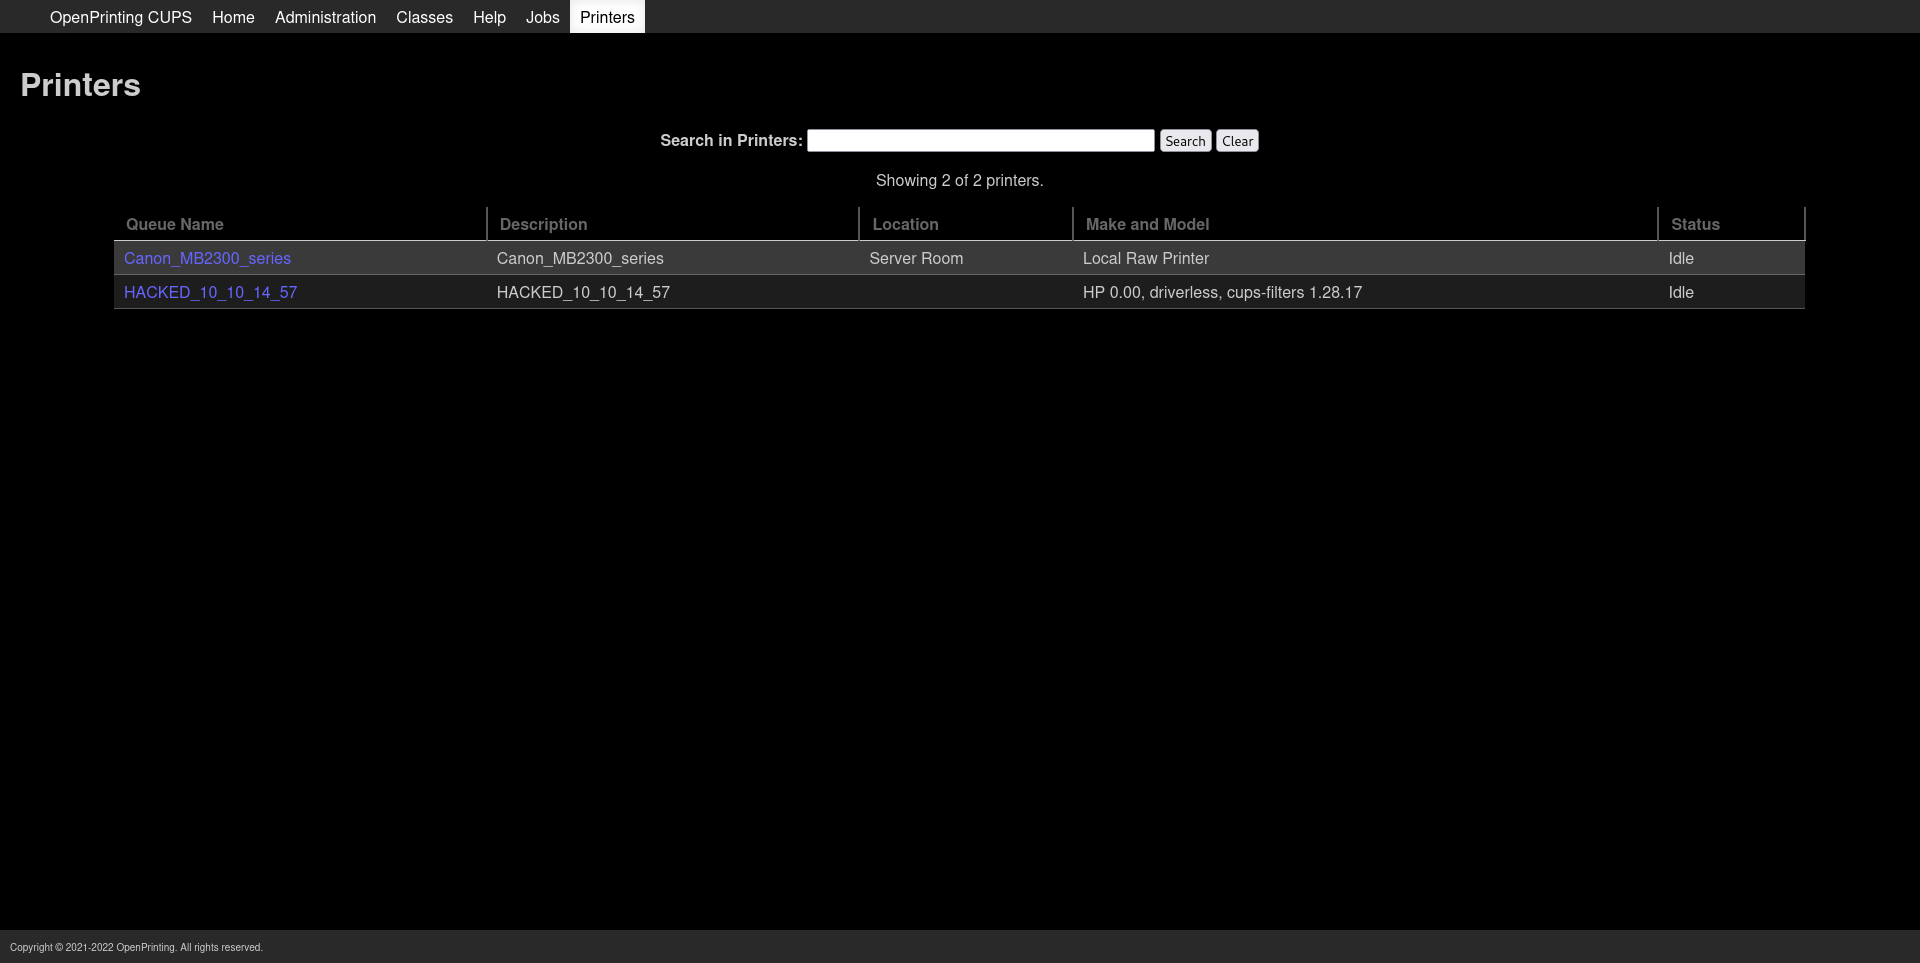 OpenPrinting CUPS Home Administration Classes Help Jobs Printers
Printers
Search in Printers: Search Clear
Showing 2 of 2 printers.
Queue Name Description Location Make and Model Status
Canon_MB2300_series Canon_MB2300_series Server Room Local Raw Printer Idle
HACKED_10_10_14_57 HACKED_10_10_14_57 HP 0.00, driverless, cups-filters 1.28.17 Idle
Copyright © 2021-2022 OpenPrinting. All rights reserved.